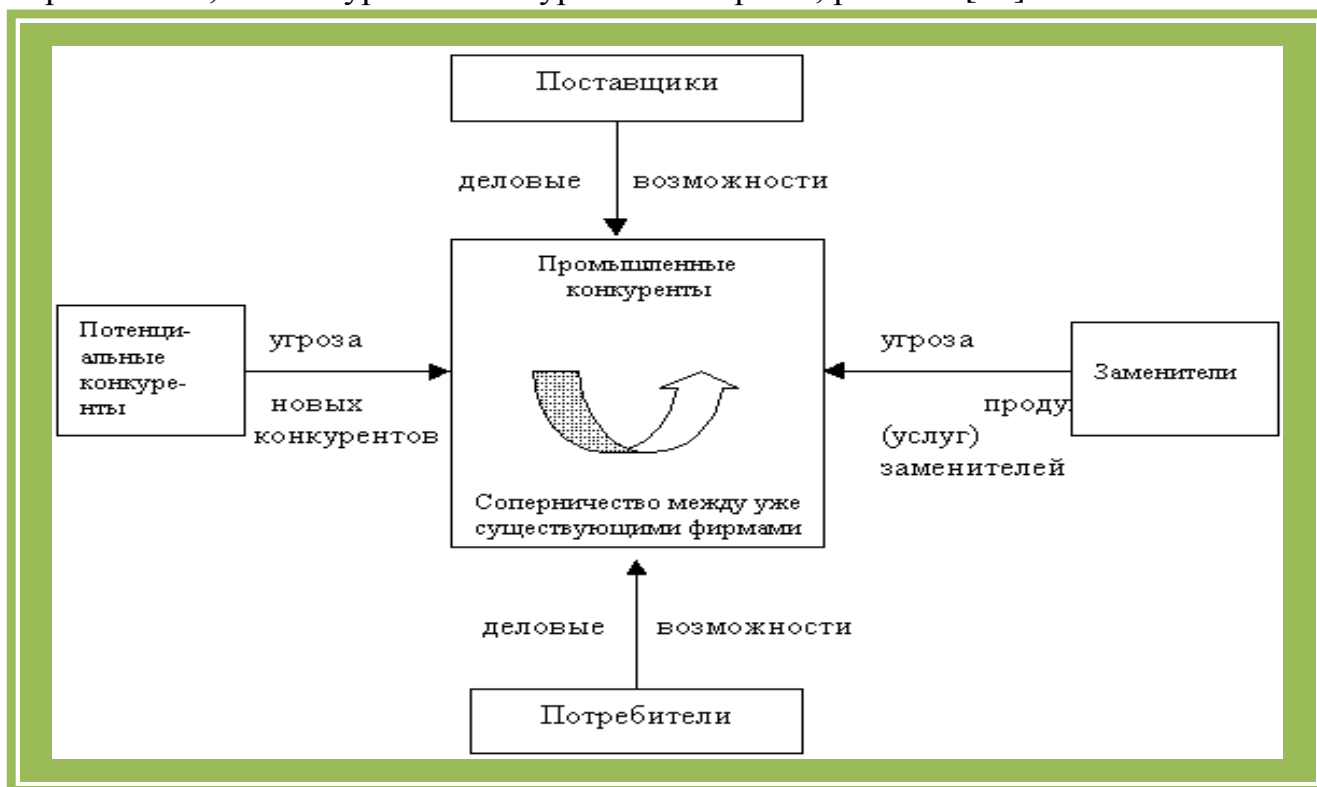 Поставщики
деловые возможности
Промышленные
конкуренты
Потенци-
альные
конкуре-
нты
угроза
новых
конкурентов
угроза
(услуг)
заменителей
Заменители
Соперничество между уже
существующими фирмами
деловые возможности
Потребители